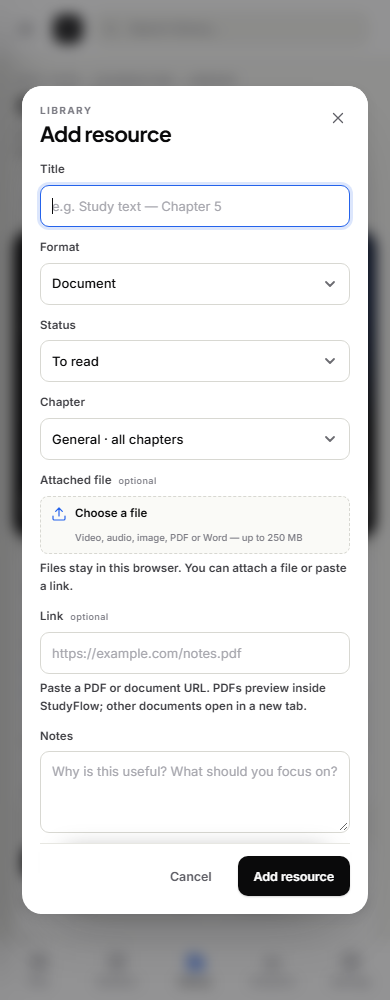 LIBRARY
Add resource
Title
e.g. Study text — Chapter 5
Format
Document
Status
To read
Chapter
General · all chapters
Attached file optional
Choose a file
Video, audio, image, PDF or Word — up to 250 MB
Files stay in this browser. You can attach a file or paste
a link.
Link optional
https://example.com/notes.pdf
Paste a PDF or document URL. PDFs preview inside
StudyFlow; other documents open in a new tab.
Notes
Why is this useful? What should you focus on?
Cancel
Add resource